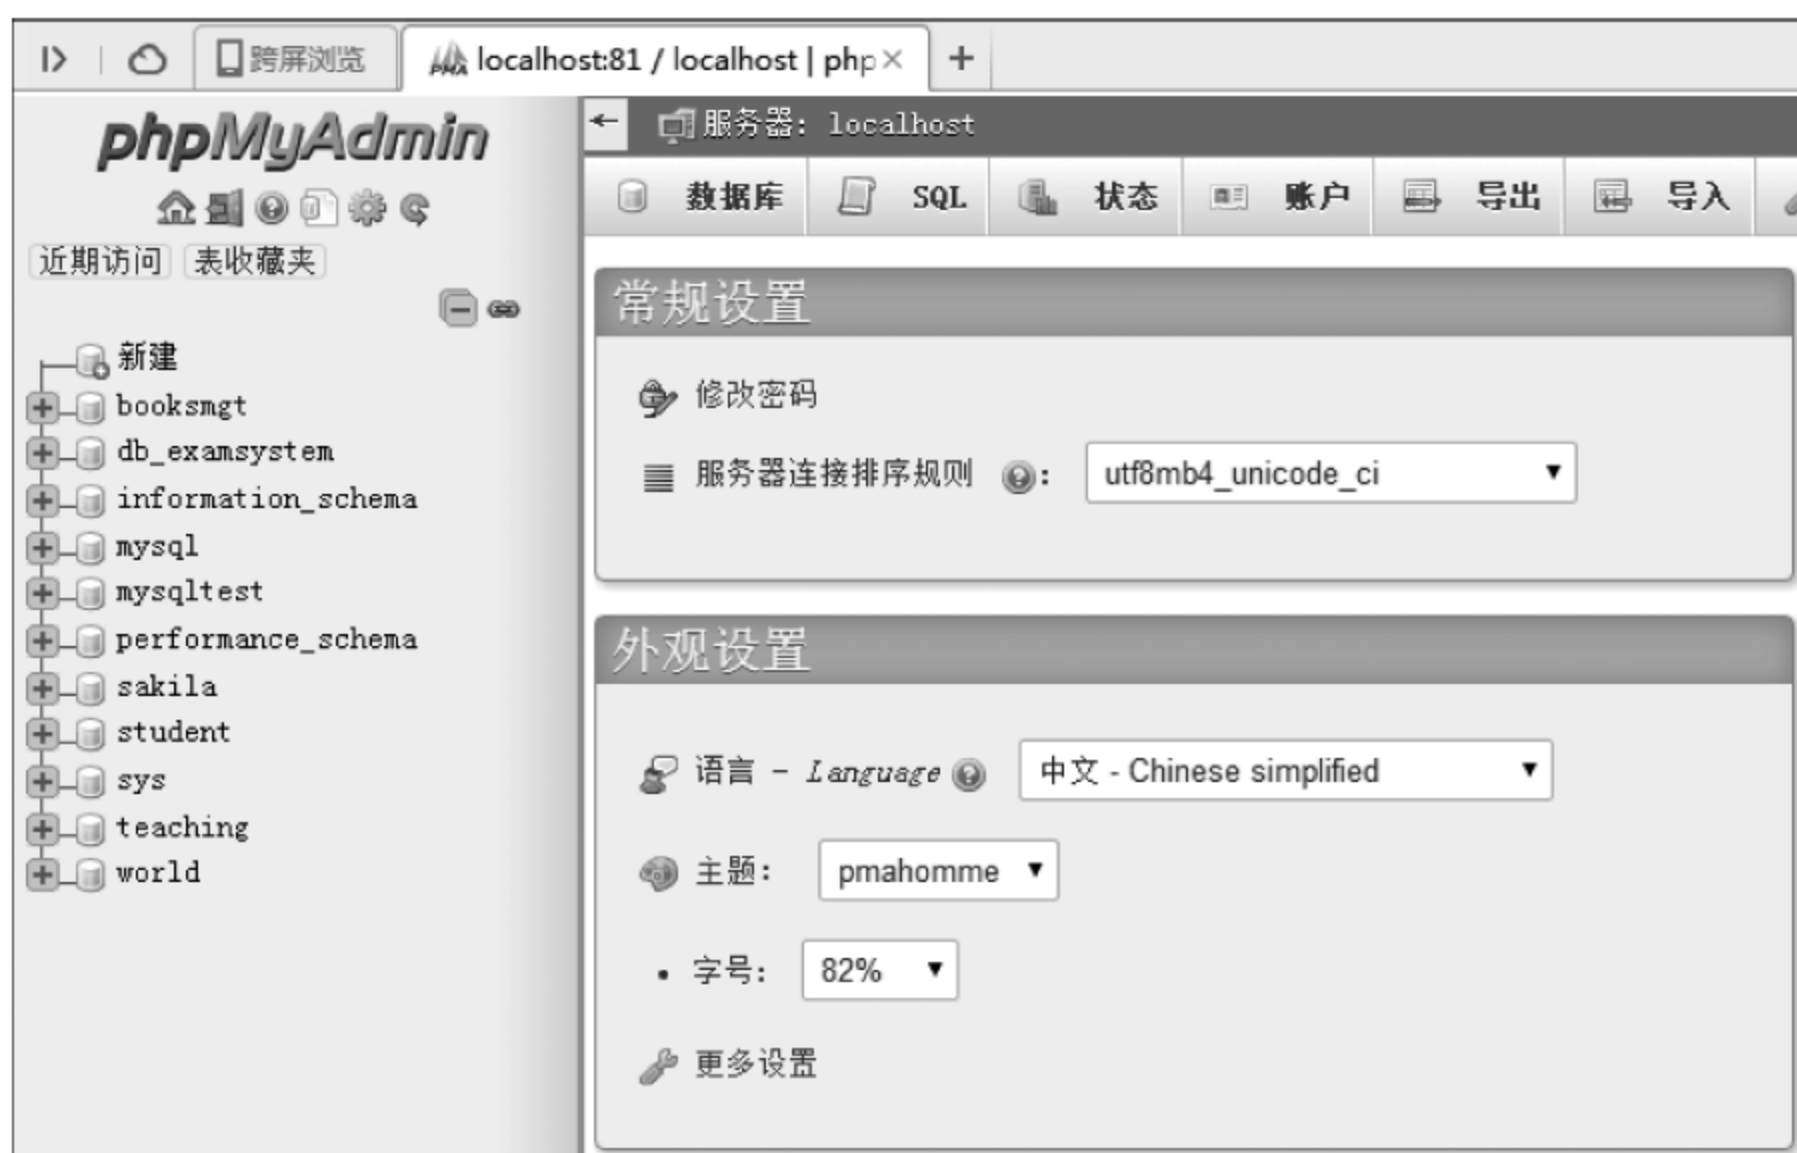 跨屏浏览 localhost:81 / localhost | php
phpMyAdmin
近期访问 表收藏夹
新建
booksmgt
db_examsystem
information_schema
mysql
mysqltest
performance_schema
sakila
student
sys
teaching
world
服务器: localhost
数据库 SQL 状态 账户 导出 导入
常规设置
修改密码
服务器连接排序规则 : utf8mb4_unicode_ci
外观设置
语言 - Language 中文 - Chinese simplified
主题: pmahomme
• 字号: 82%
更多设置